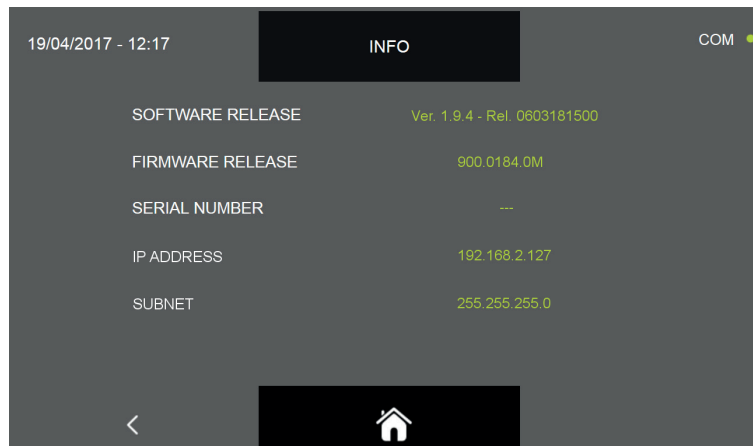 19/04/2017 - 12:17 INFO COM
SOFTWARE RELEASE Ver. 1.9.4 - Rel. 0603181500
FIRMWARE RELEASE 900.0184.0M
SERIAL NUMBER ---
IP ADDRESS 192.168.2.127
SUBNET 255.255.255.0